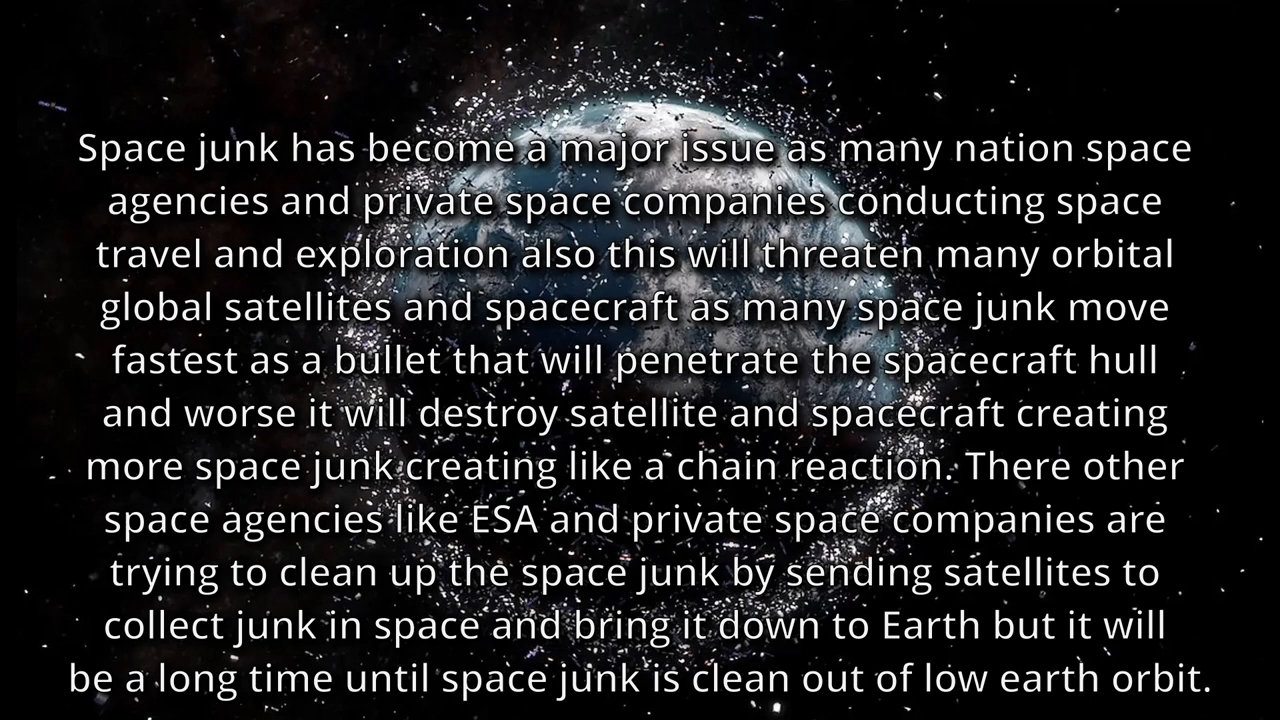 Space junk has become a major issue as many nation space
agencies and private space companies conducting space
travel and exploration also this will threaten many orbital
global satellites and spacecraft as many space junk move
fastest as a bullet that will penetrate the spacecraft hull
and worse it will destroy satellite and spacecraft creating
more space junk creating like a chain reaction. There other
space agencies like ESA and private space companies are
trying to clean up the space junk by sending satellites to
collect junk in space and bring it down to Earth but it will
be a long time until space junk is clean out of low earth orbit.